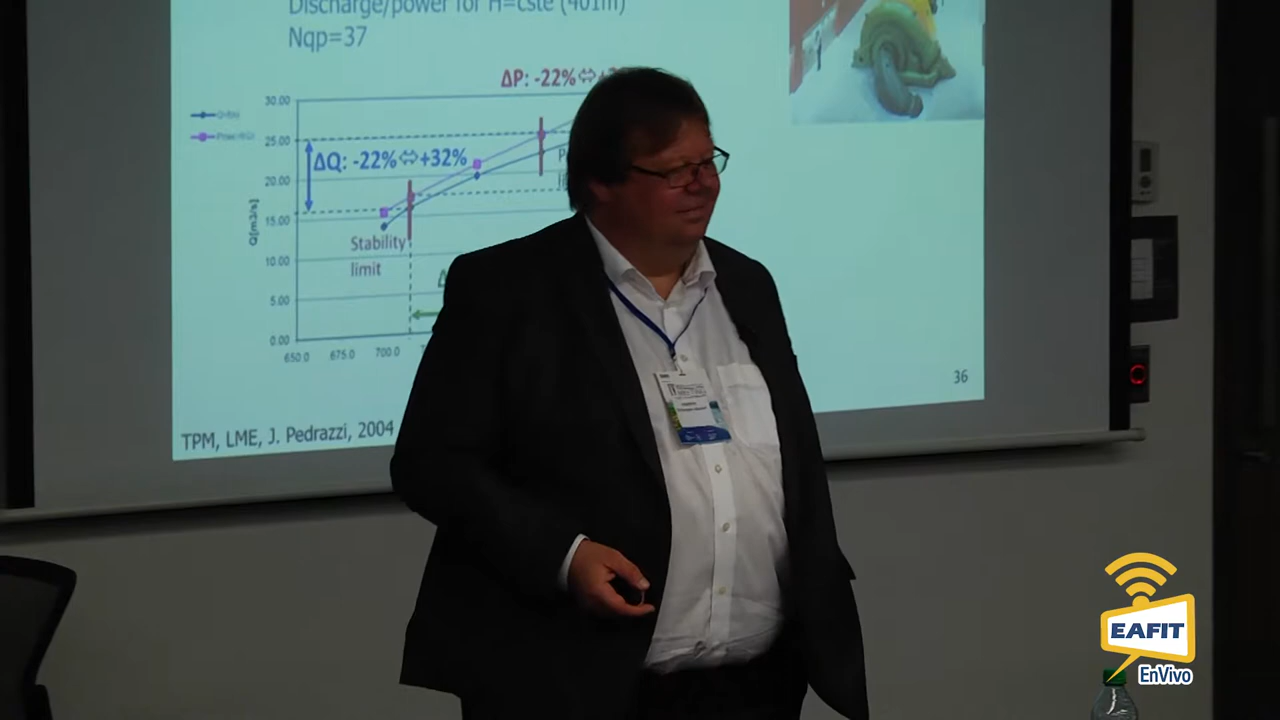 Discharge/power for H=cste (401m)
Nqp=37
ΔP: -22%⇔+
30.00
25.00
ΔQ: -22%⇔+32%
20.00
Q[m3/s]
15.00
Stability
limit
10.00
5.00
0.00
650.0 675.0 700.0
36
TPM, LME, J. Pedrazzi, 2004
EAFIT
EnVivo